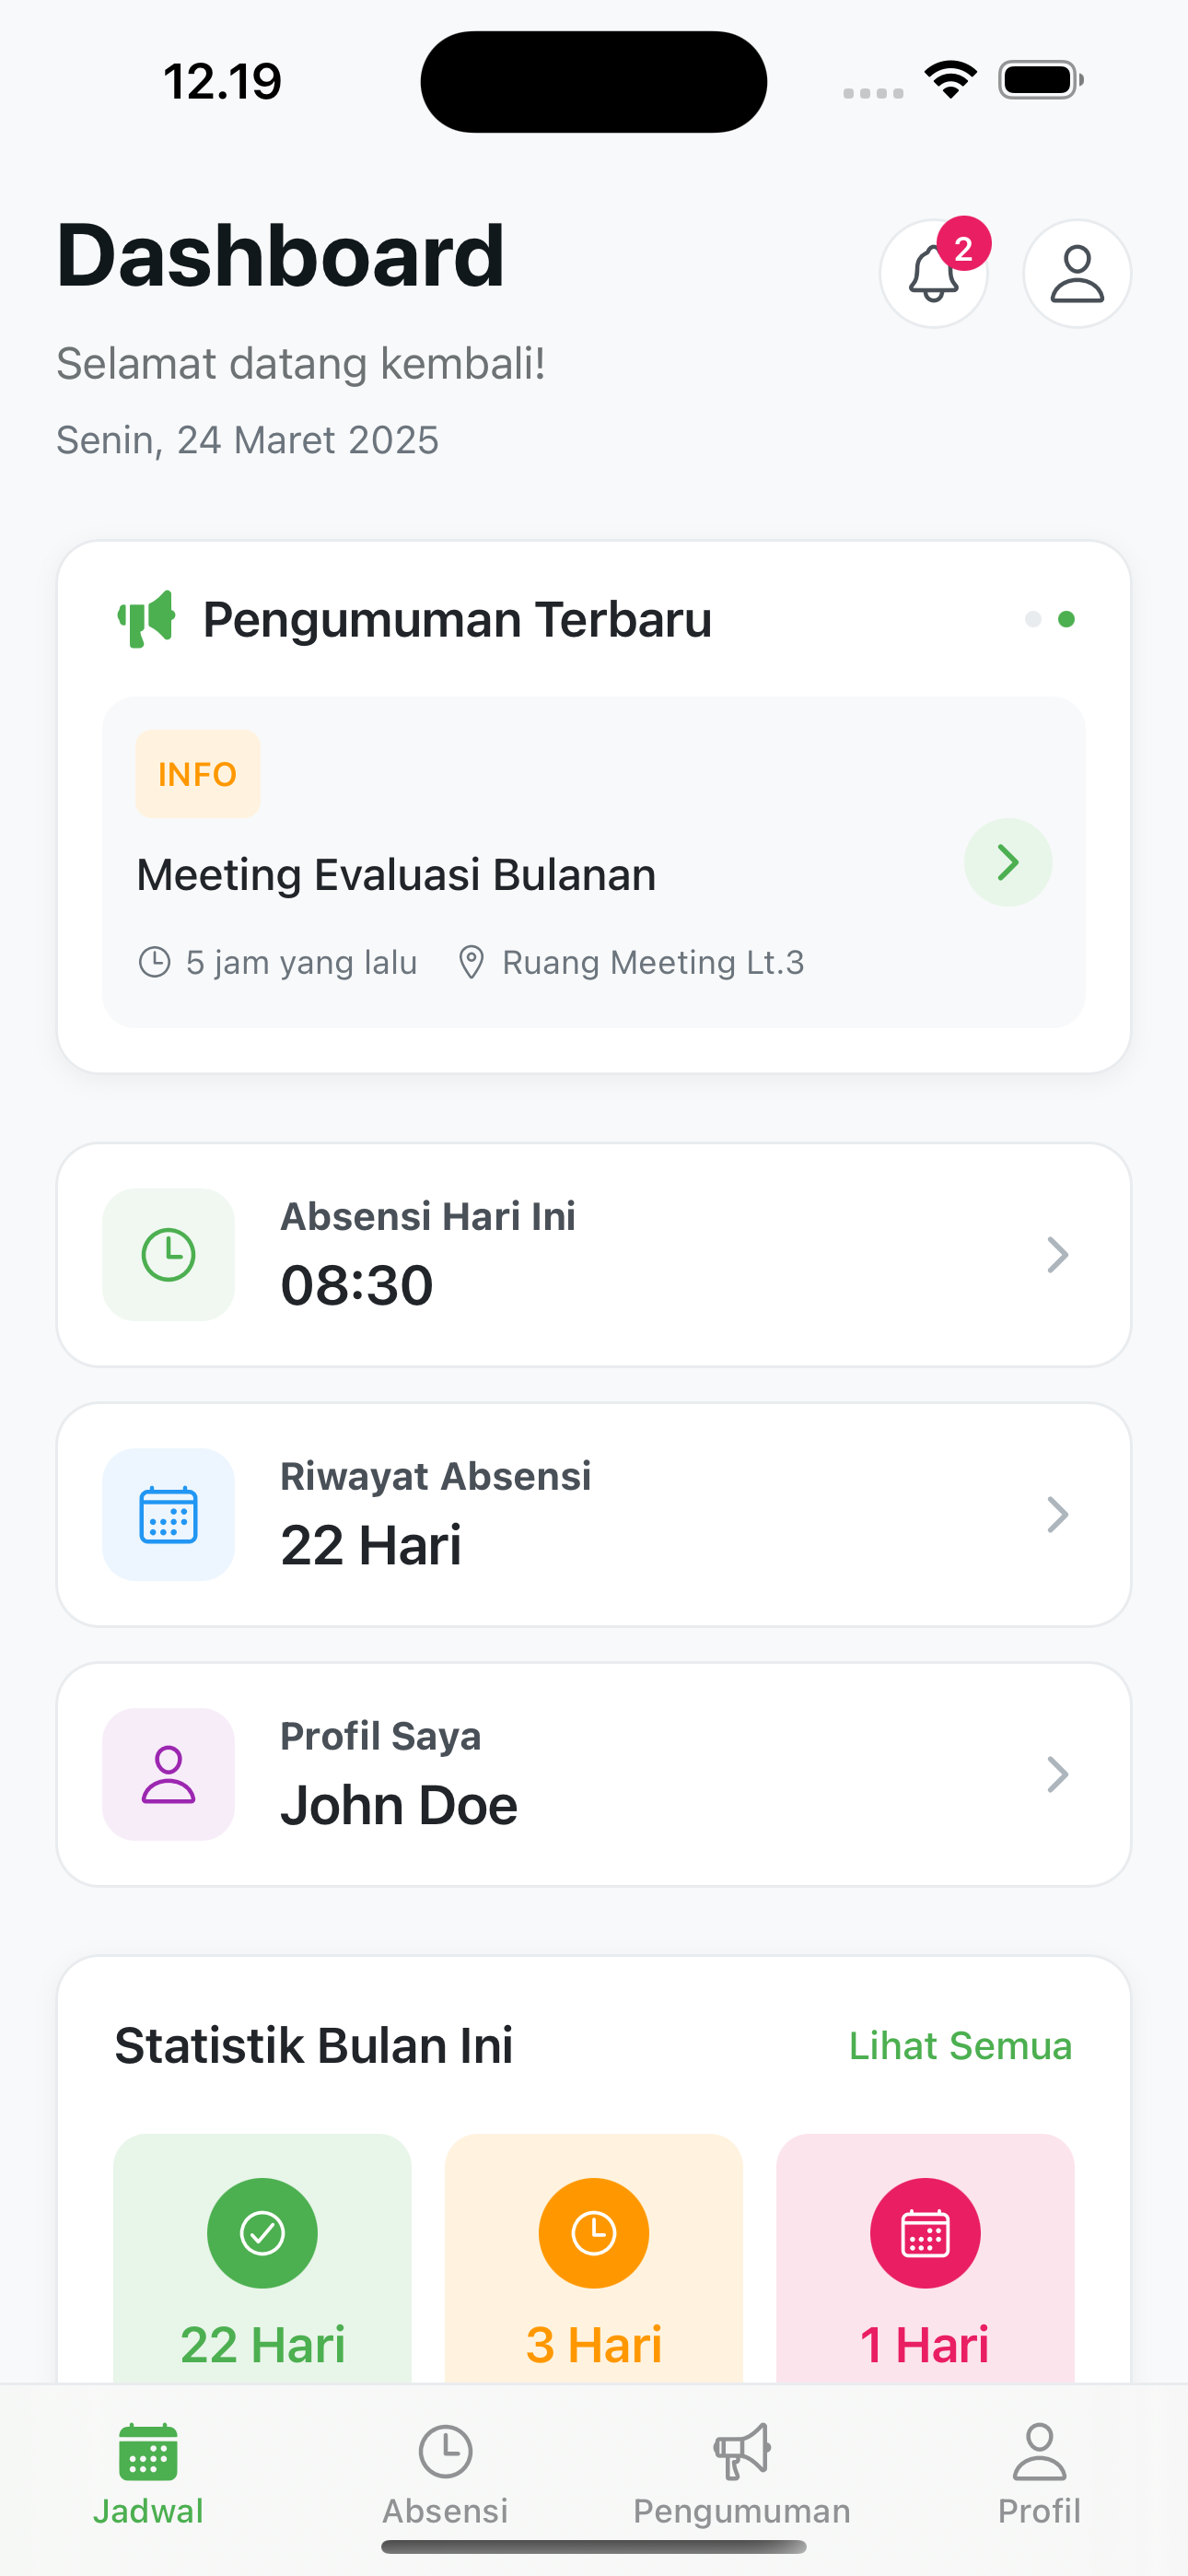 12.19
Dashboard
2
Selamat datang kembali!
Senin, 24 Maret 2025
Pengumuman Terbaru
INFO
Meeting Evaluasi Bulanan
5 jam yang lalu Ruang Meeting Lt.3
Absensi Hari Ini
08:30
Riwayat Absensi
22 Hari
Profil Saya
John Doe
Statistik Bulan Ini Lihat Semua
22 Hari 3 Hari 1 Hari
Jadwal Absensi Pengumuman Profil